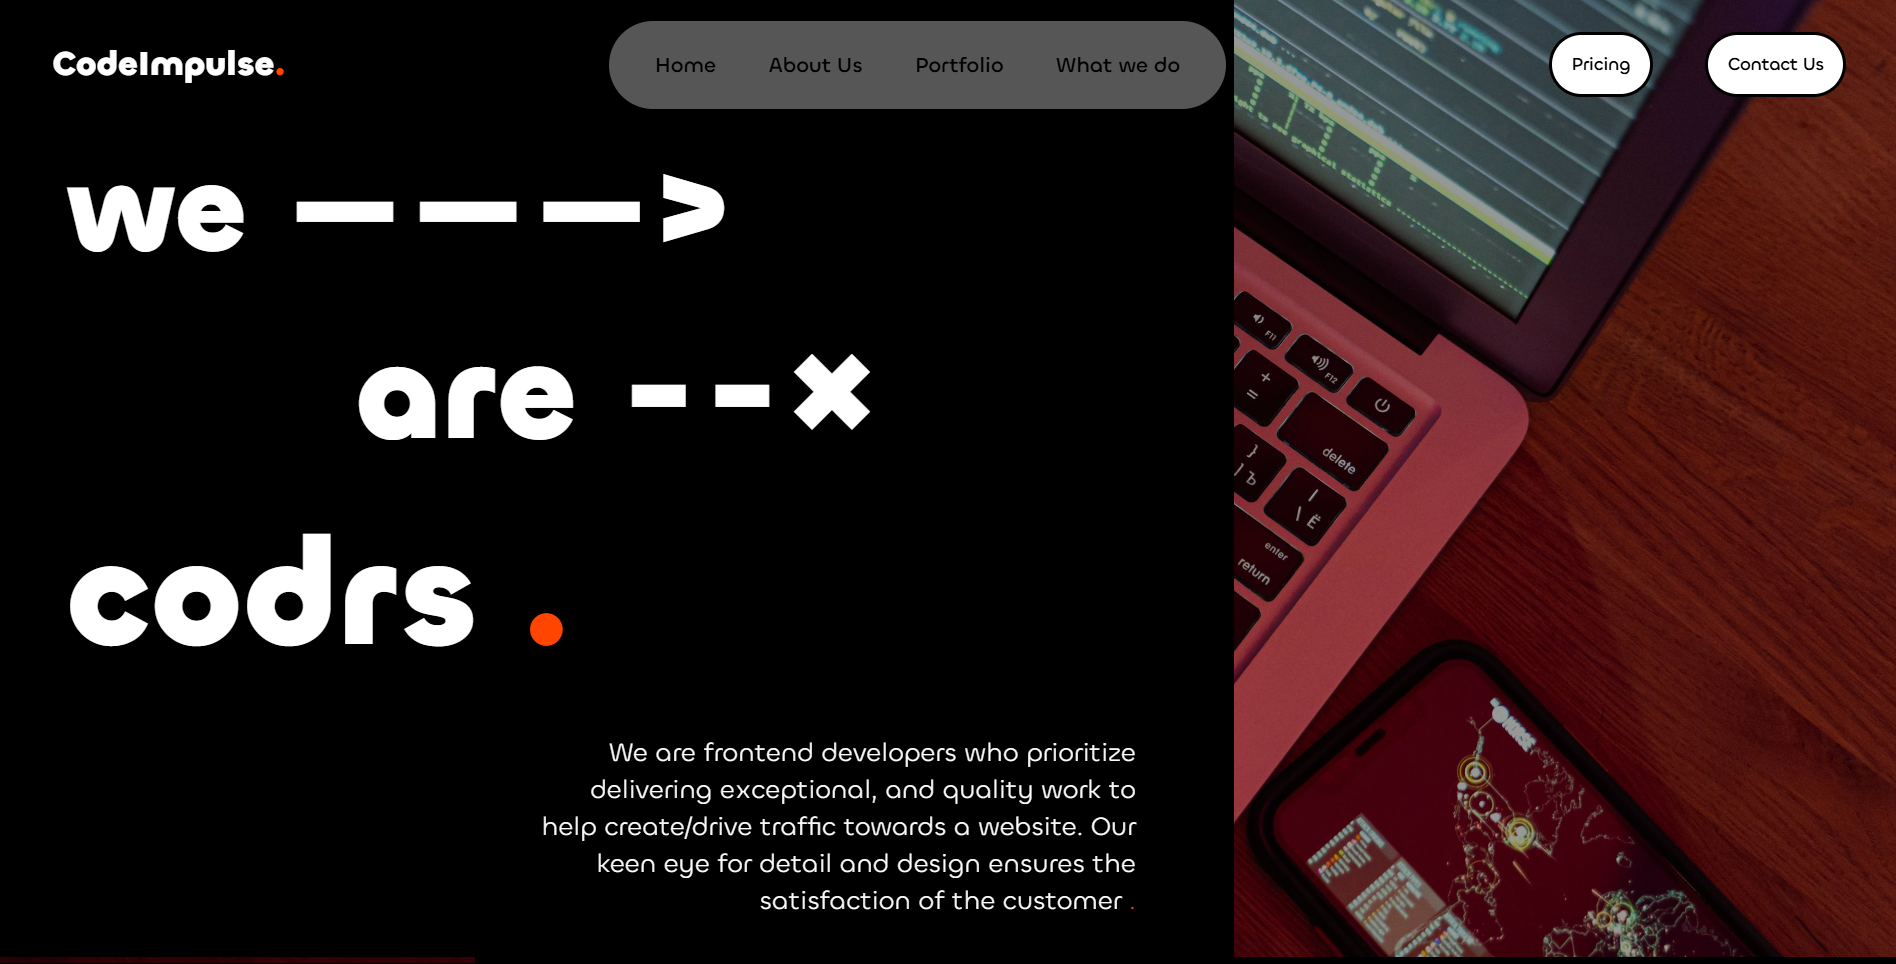 CodeImpulse.
Home About Us Portfolio What we do
Pricing Contact Us
we ———>
are --×
codrs .
We are frontend developers who prioritize
delivering exceptional, and quality work to
help create/drive traffic towards a website. Our
keen eye for detail and design ensures the
satisfaction of the customer .
F11
F12
+
=
delete
}
Ъ
\ Ё
enter
return